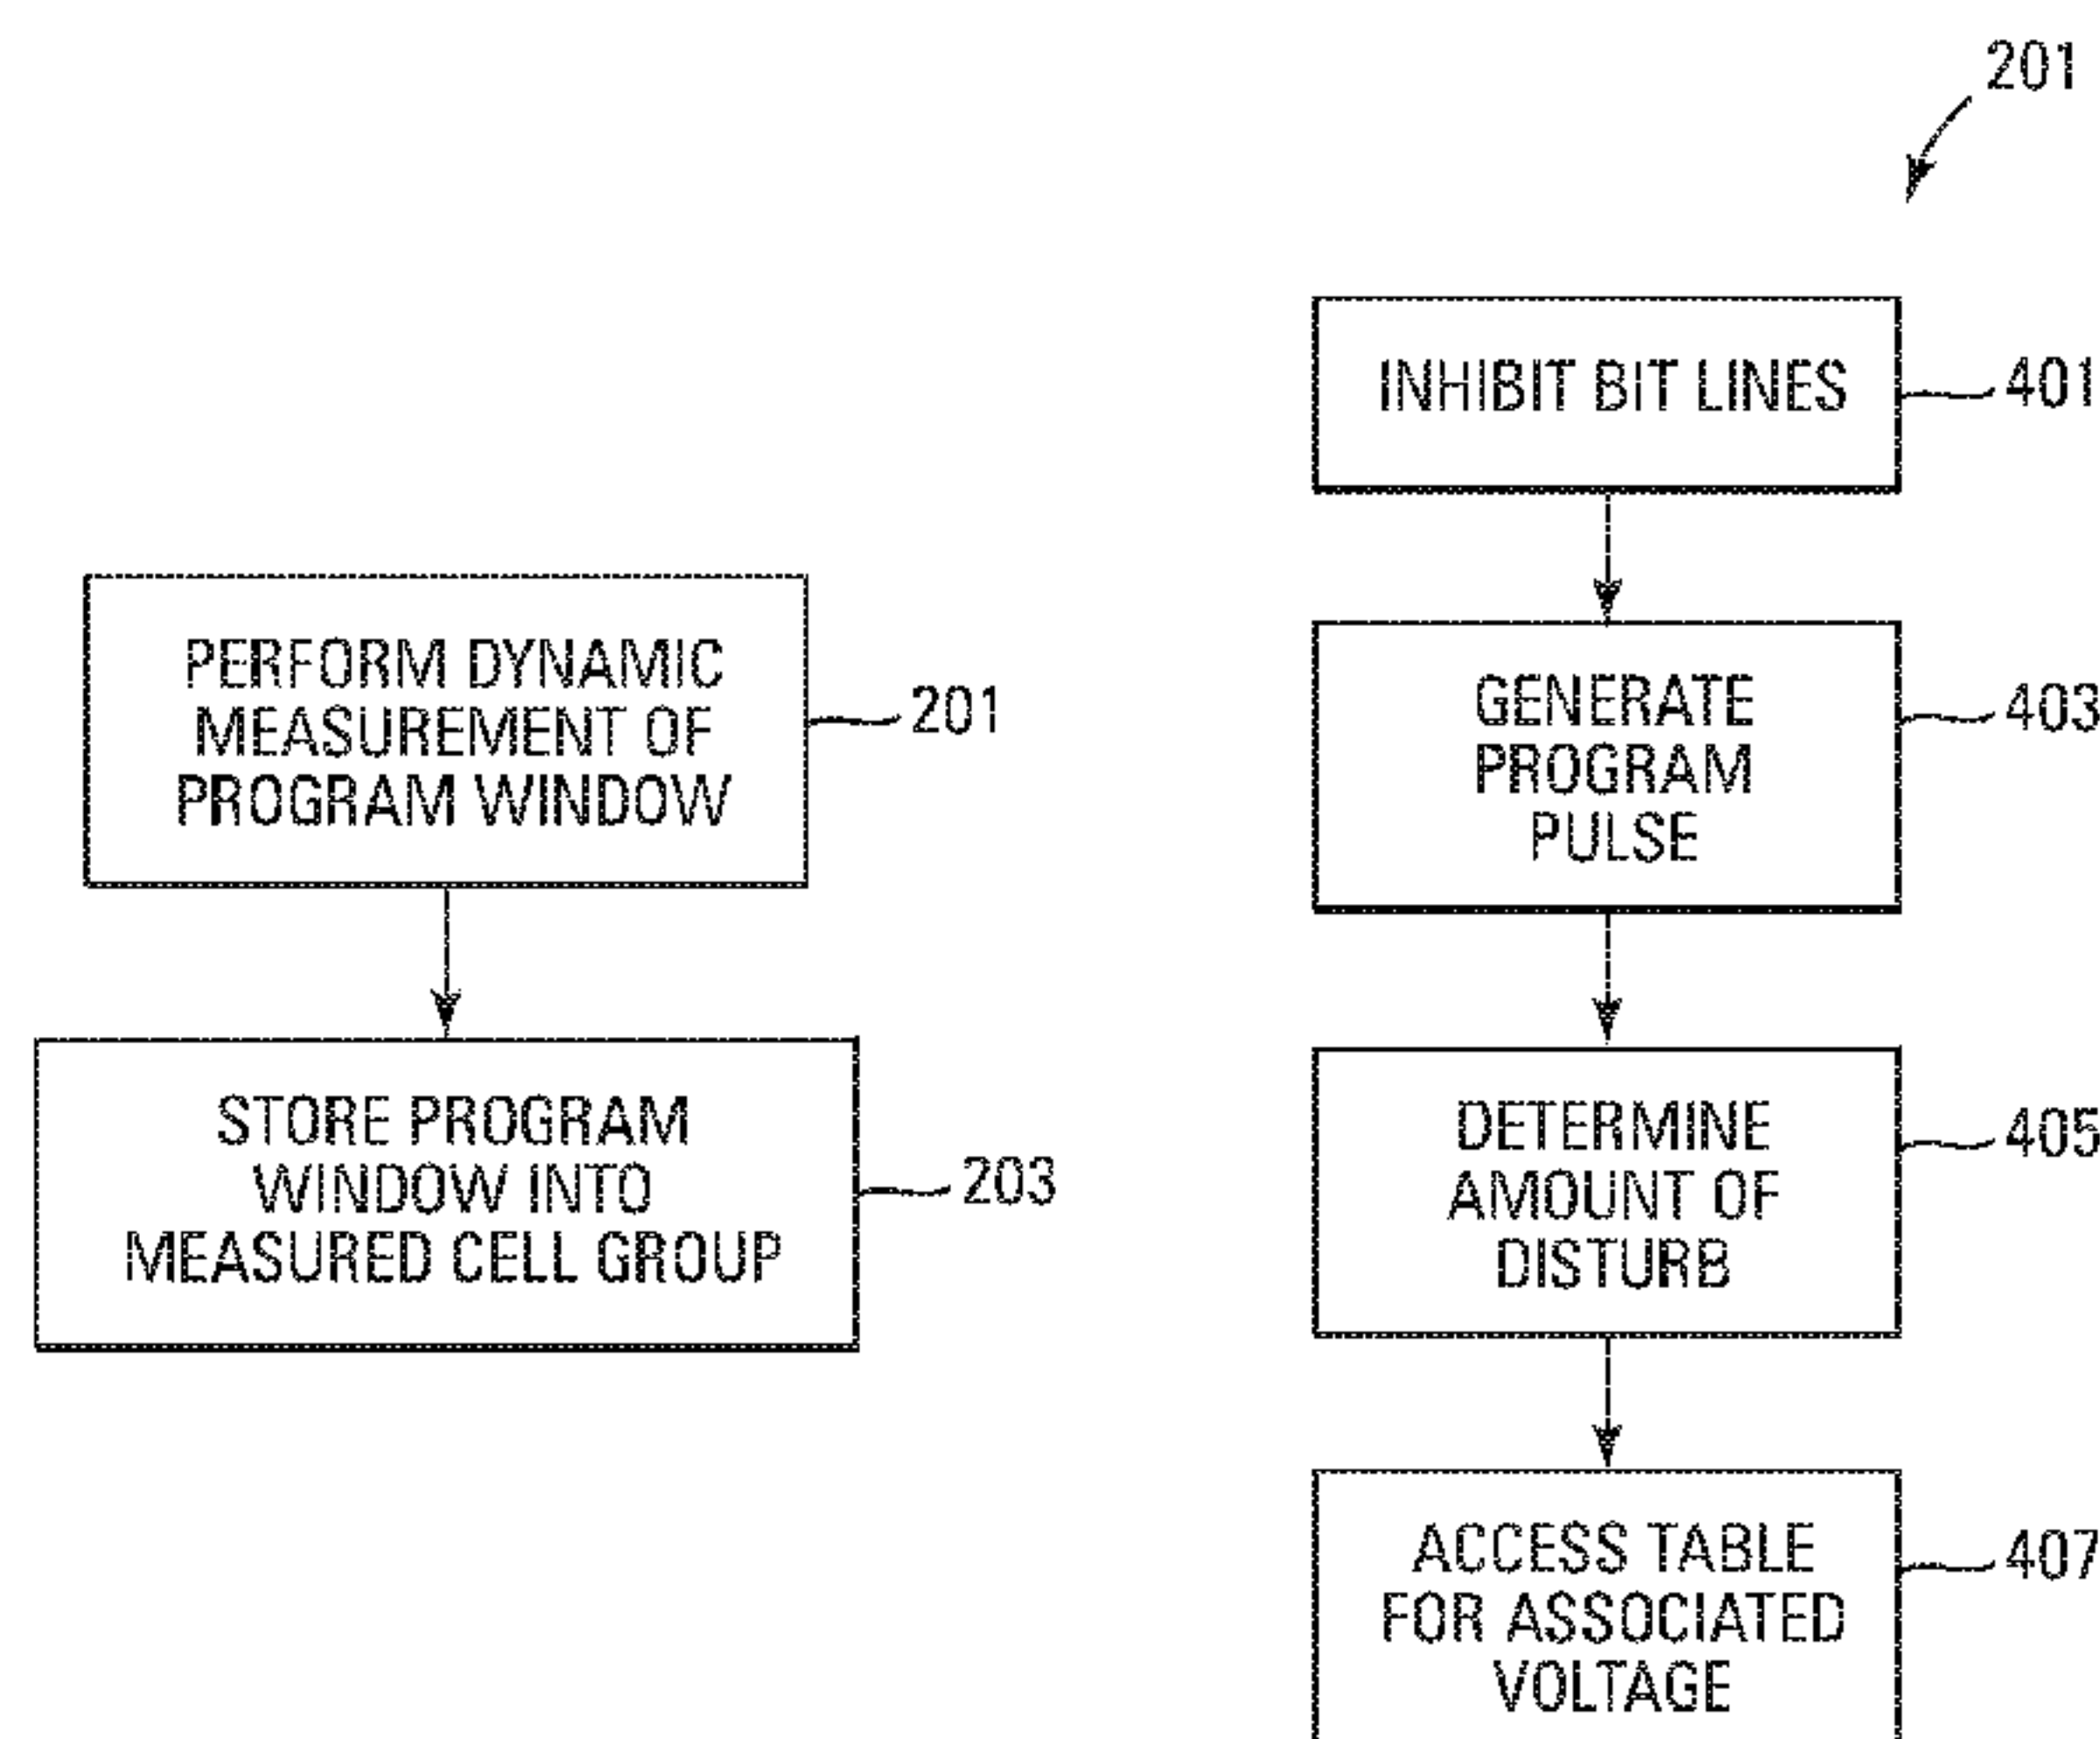 PERFORM DYNAMIC
MEASUREMENT OF
PROGRAM WINDOW
201
STORE PROGRAM
WINDOW INTO
MEASURED CELL GROUP
203
201
INHIBIT BIT LINES
401
GENERATE
PROGRAM
PULSE
403
DETERMINE
AMOUNT OF
DISTURB
405
ACCESS TABLE
FOR ASSOCIATED
VOLTAGE
407